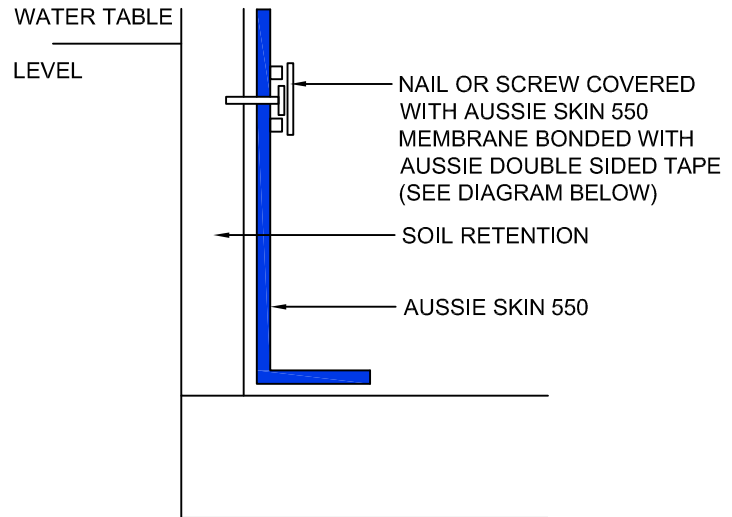 WATER TABLE
LEVEL
NAIL OR SCREW COVERED
WITH AUSSIE SKIN 550
MEMBRANE BONDED WITH
AUSSIE DOUBLE SIDED TAPE
(SEE DIAGRAM BELOW)
SOIL RETENTION
AUSSIE SKIN 550